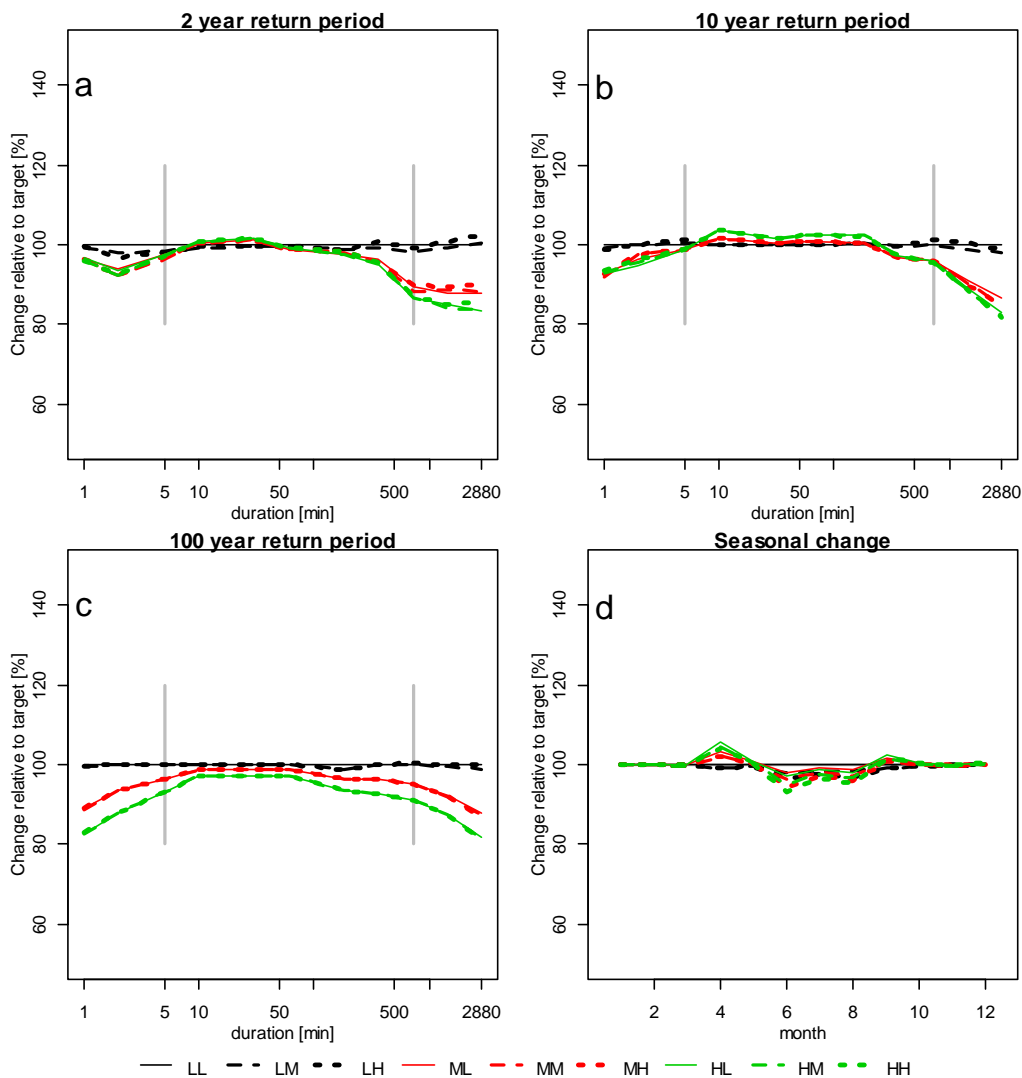 2 year return period
a
Change relative to target [%]
140
120
100
80
60
1 5 10 50 500 2880
duration [min]
10 year return period
b
Change relative to target [%]
140
120
100
80
60
1 5 10 50 500 2880
duration [min]
100 year return period
c
Change relative to target [%]
140
120
100
80
60
1 5 10 50 500 2880
duration [min]
Seasonal change
d
Change relative to target [%]
140
120
100
80
60
2 4 6 8 10 12
month
LL LM LH ML MM MH HL HM HH